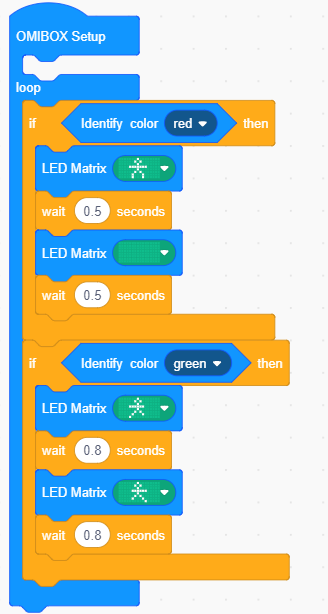 OMIBOX Setup
loop
if Identify color red then
LED Matrix
wait 0.5 seconds
LED Matrix
wait 0.5 seconds
if Identify color green then
LED Matrix
wait 0.8 seconds
LED Matrix
wait 0.8 seconds